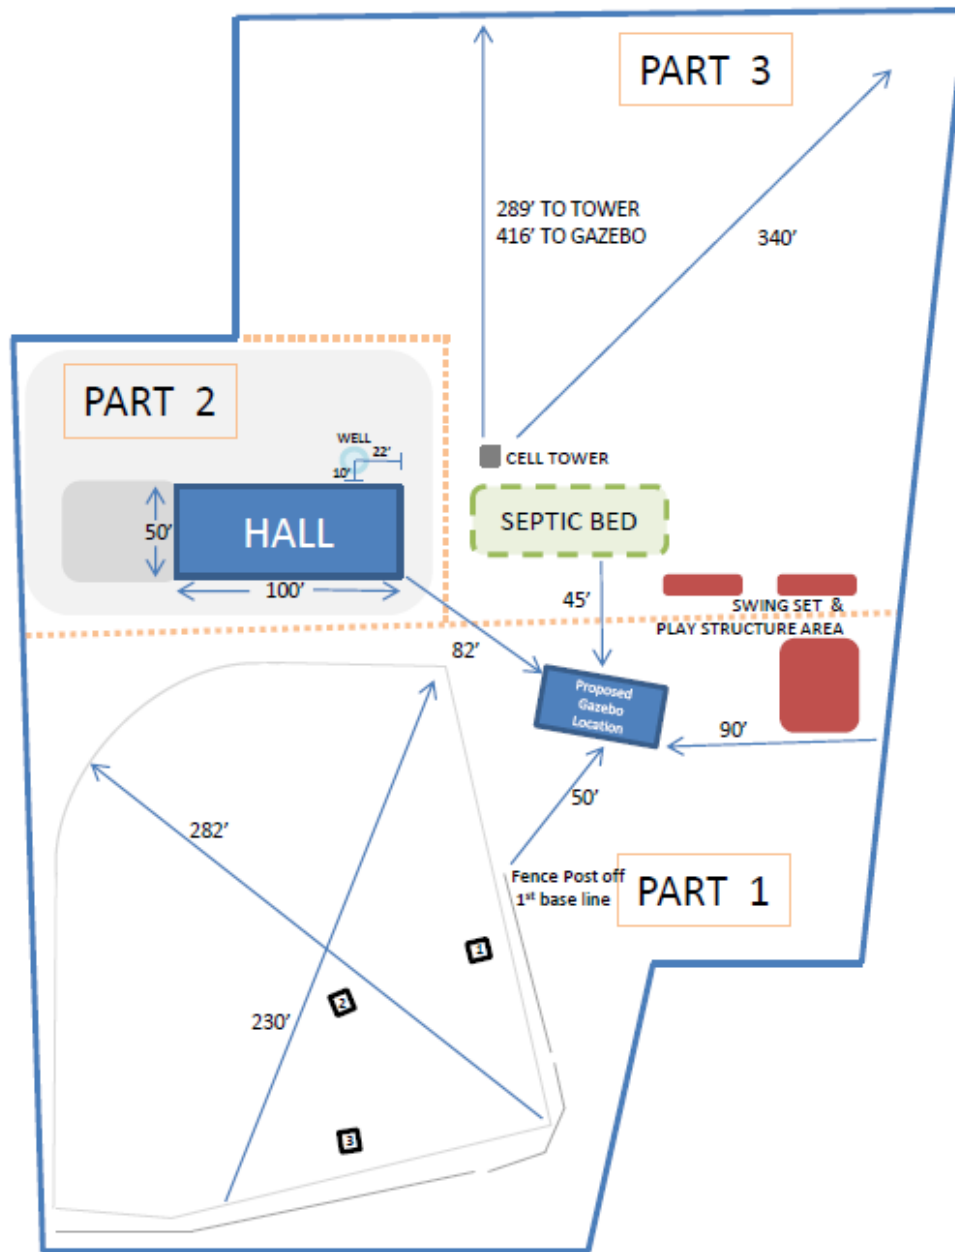 PART 3
289’ TO TOWER
416’ TO GAZEBO
340’
PART 2
WELL
22’
10’
CELL TOWER
50’
HALL
SEPTIC BED
100’
45’
SWING SET &
PLAY STRUCTURE AREA
82’
Proposed
Gazebo
Location
90’
50’
282’
Fence Post off
1st base line
PART 1
1
2
230’
3